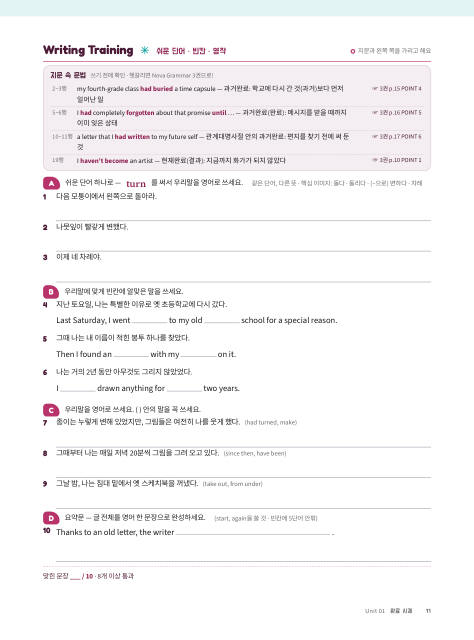 Writing Training ✳ 쉬운 단어 · 빈칸 · 영작
지문과 왼쪽 쪽을 가리고 해요
지문 속 문법 쓰기 전에 확인 · 헷갈리면 Nova Grammar 3권으로!
2–3행 my fourth-grade class had buried a time capsule — 과거완료: 학교에 다시 간 것(과거)보다 먼저 일어난 일 ☞ 3권 p.15 POINT 4
5–6행 I had completely forgotten about that promise until … — 과거완료(완료): 메시지를 받을 때까지 이미 잊은 상태 ☞ 3권 p.16 POINT 5
10–11행 a letter that I had written to my future self — 관계대명사절 안의 과거완료: 편지를 찾기 전에 써 둔 것 ☞ 3권 p.17 POINT 6
19행 I haven't become an artist — 현재완료(결과): 지금까지 화가가 되지 않았다 ☞ 3권 p.10 POINT 1
A 쉬운 단어 하나로 — turn 를 써서 우리말을 영어로 쓰세요. 같은 단어, 다른 뜻 · 핵심 이미지: 돌다 · 돌리다 · (~으로) 변하다 · 차례
1 다음 모퉁이에서 왼쪽으로 돌아라.
2 나뭇잎이 빨갛게 변했다.
3 이제 네 차례야.
B 우리말에 맞게 빈칸에 알맞은 말을 쓰세요.
4 지난 토요일, 나는 특별한 이유로 옛 초등학교에 다시 갔다.
Last Saturday, I went ______ to my old ______ school for a special reason.
5 그때 나는 내 이름이 적힌 봉투 하나를 찾았다.
Then I found an ______ with my ______ on it.
6 나는 거의 2년 동안 아무것도 그리지 않았었다.
I ______ drawn anything for ______ two years.
C 우리말을 영어로 쓰세요. ( ) 안의 말을 꼭 쓰세요.
7 종이는 누렇게 변해 있었지만, 그림들은 여전히 나를 웃게 했다. (had turned, make)
8 그때부터 나는 매일 저녁 20분씩 그림을 그려 오고 있다. (since then, have been)
9 그날 밤, 나는 침대 밑에서 옛 스케치북을 꺼냈다. (take out, from under)
D 요약문 — 글 전체를 영어 한 문장으로 완성하세요. (start, again을 쓸 것 · 빈칸에 5단어 안팎)
10 Thanks to an old letter, the writer ______ .
맞힌 문장 ___ / 10 · 8개 이상 통과
Unit 01 완료 시제 11